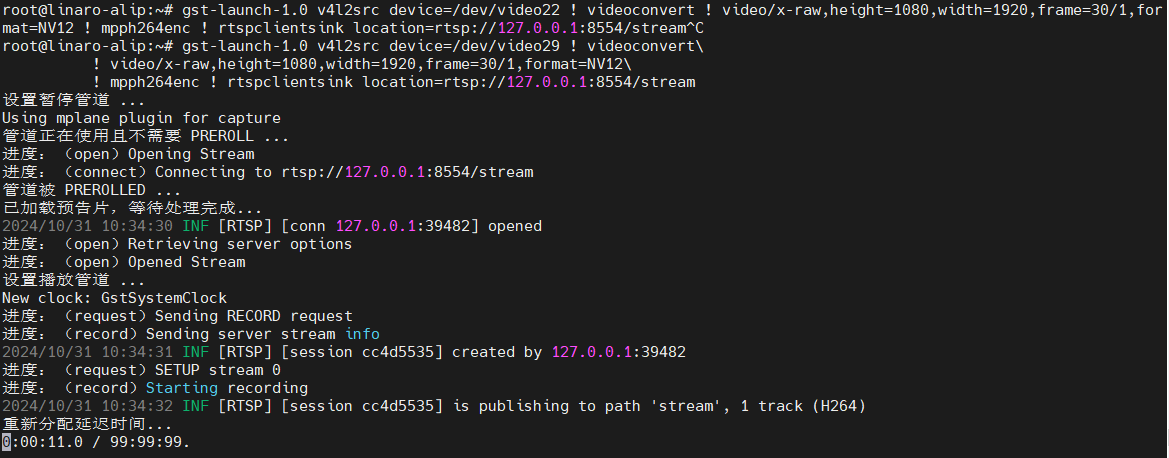 root@linaro-alip:~# gst-launch-1.0 v4l2src device=/dev/video22 ! videoconvert ! video/x-raw,height=1080,width=1920,frame=30/1,for
mat=NV12 ! mpph264enc ! rtspclientsink location=rtsp://127.0.0.1:8554/stream^C
root@linaro-alip:~# gst-launch-1.0 v4l2src device=/dev/video29 ! videoconvert\
! video/x-raw,height=1080,width=1920,frame=30/1,format=NV12\
! mpph264enc ! rtspclientsink location=rtsp://127.0.0.1:8554/stream
设置暂停管道 ...
Using mplane plugin for capture
管道正在使用且不需要 PREROLL ...
进度：（open）Opening Stream
进度：（connect）Connecting to rtsp://127.0.0.1:8554/stream
管道被 PREROLLED ...
已加载预告片，等待处理完成...
2024/10/31 10:34:30 INF [RTSP] [conn 127.0.0.1:39482] opened
进度：（open）Retrieving server options
进度：（open）Opened Stream
设置播放管道 ...
New clock: GstSystemClock
进度：（request）Sending RECORD request
进度：（record）Sending server stream info
2024/10/31 10:34:31 INF [RTSP] [session cc4d5535] created by 127.0.0.1:39482
进度：（request）SETUP stream 0
进度：（record）Starting recording
2024/10/31 10:34:32 INF [RTSP] [session cc4d5535] is publishing to path 'stream', 1 track (H264)
重新分配延迟时间...
0:00:11.0 / 99:99:99.